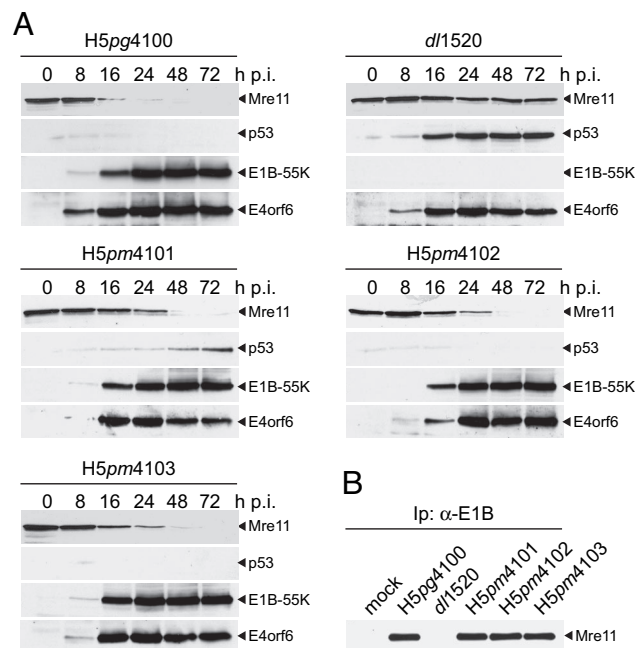 A
H5pg4100
0 8 16 24 48 72 h p.i.
Mre11
p53
E1B-55K
E4orf6
dl1520
0 8 16 24 48 72 h p.i.
Mre11
p53
E1B-55K
E4orf6
H5pm4101
0 8 16 24 48 72 h p.i.
Mre11
p53
E1B-55K
E4orf6
H5pm4102
0 8 16 24 48 72 h p.i.
Mre11
p53
E1B-55K
E4orf6
H5pm4103
0 8 16 24 48 72 h p.i.
Mre11
p53
E1B-55K
E4orf6
B
Ip: α-E1B
mock H5pg4100 dl1520 H5pm4101 H5pm4102 H5pm4103
Mre11